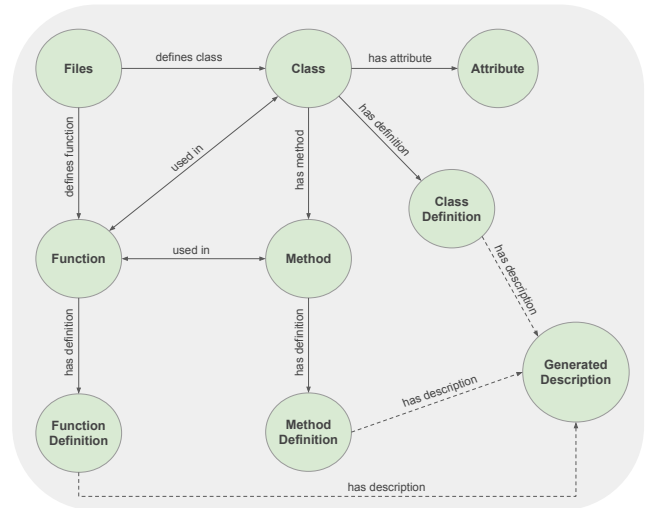 defines class
has attribute
Files
Class
Attribute
defines function
used in
has method
has definition
Class
Definition
Function
used in
Method
has description
has definition
has definition
Generated
Description
has description
Function
Definition
Method
Definition
has description